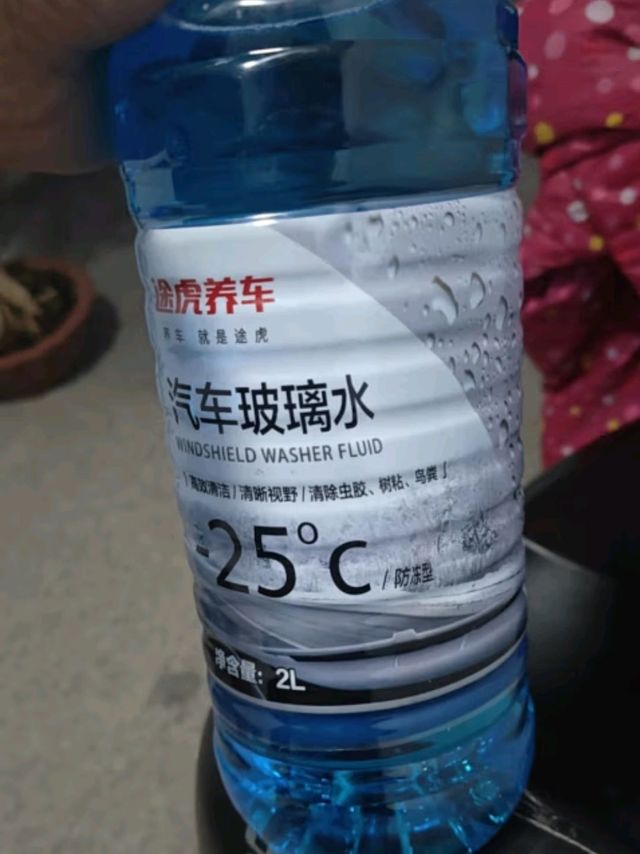 途虎养车
养车 就是途虎
汽车玻璃水
WINDSHIELD WASHER FLUID
「高效清洁/清晰视野/清除虫胶、树粘、鸟粪」
-25°C/防冻型
净含量：2L